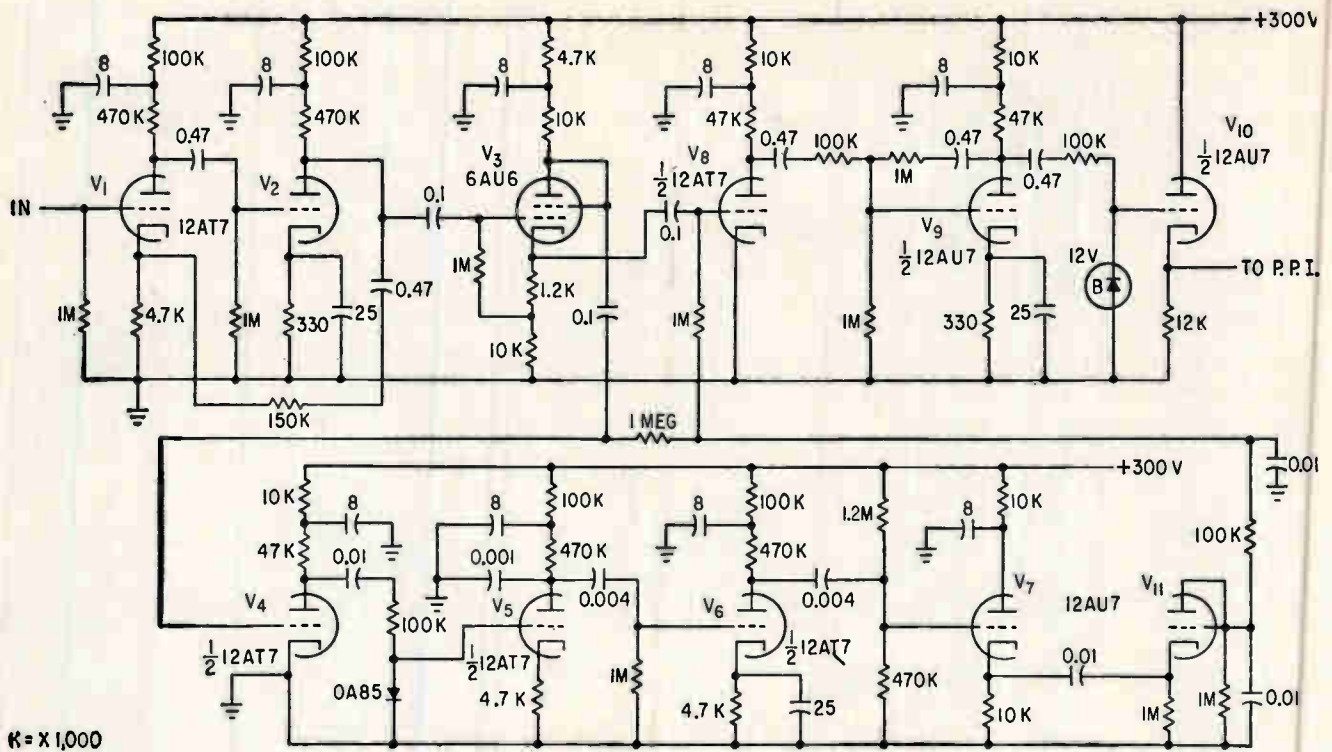 +300V
100K
100K
4.7K
10K
10K
8
8
8
8
8
470K
470K
10K
47K
47K
V10
½ 12AU7
0.47
0.47
100K
1M
0.47
0.47
100K
V1
V2
V3
6AU6
V8
½ 12AT7
IN
12AT7
0.1
0.1
V9
½ 12AU7
12V
B
TO P.P.I.
1M
4.7K
1M
330
25
0.47
1M
1.2K
10K
0.1
1M
1M
330
25
12K
150K
1 MEG
0.01
+300V
10K
8
100K
8
100K
8
1.2M
10K
8
100K
47K
0.01
0.001
470K
0.004
470K
0.004
V4
V5
V6
V7
12AU7
V11
½ 12AT7
100K
½ 12AT7
½ 12AT7
0A85
4.7K
1M
4.7K
25
470K
10K
0.01
1M
1M
0.01
K = X 1,000